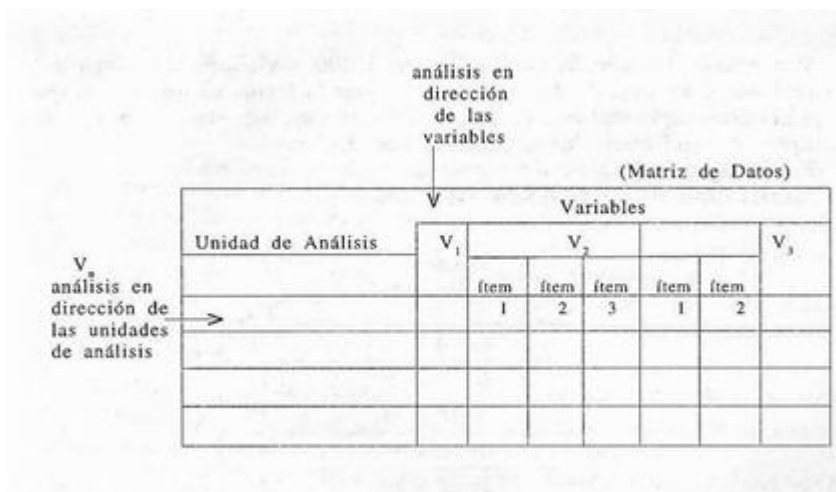 análisis en
dirección
de las
variables
(Matriz de Datos)
Variables
Unidad de Análisis V₁ V₂ V₃
Vₙ
análisis en
dirección de
las unidades
de análisis
ítem ítem ítem ítem ítem
1 2 3 1 2